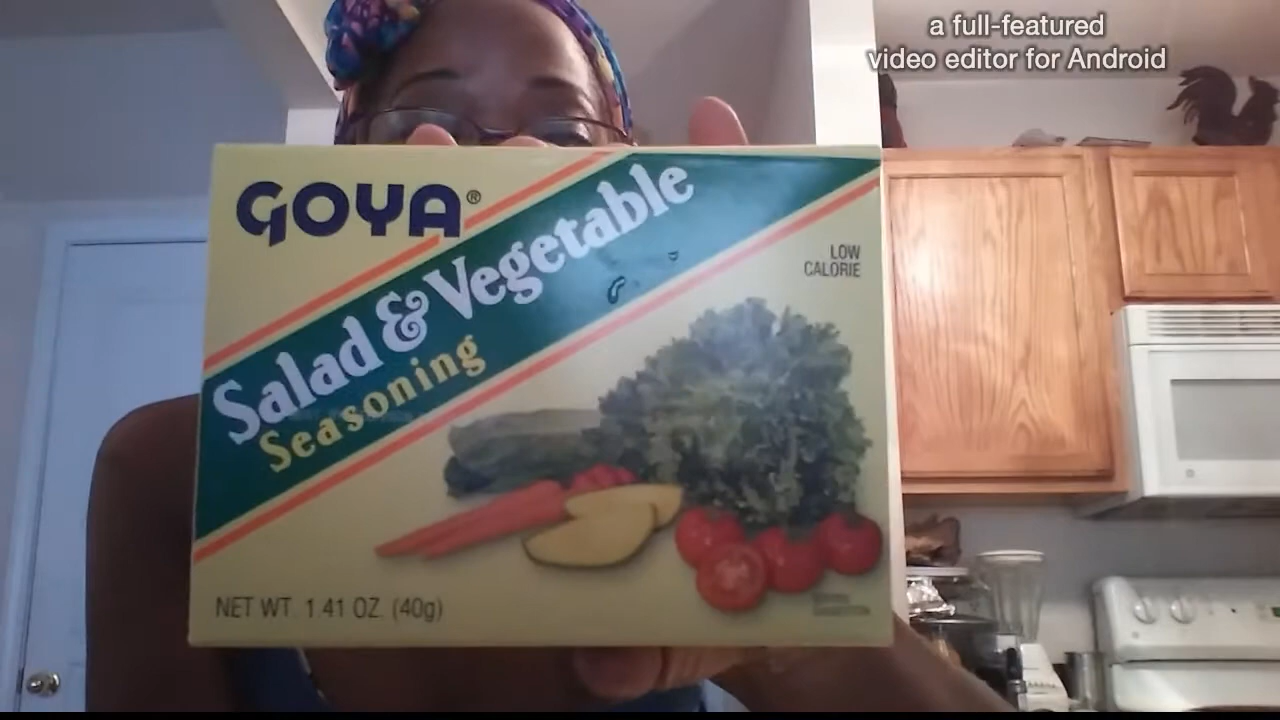 a full-featured
video editor for Android
GOYA®
Salad & Vegetable
Seasoning
LOW
CALORIE
NET WT. 1.41 OZ. (40g)